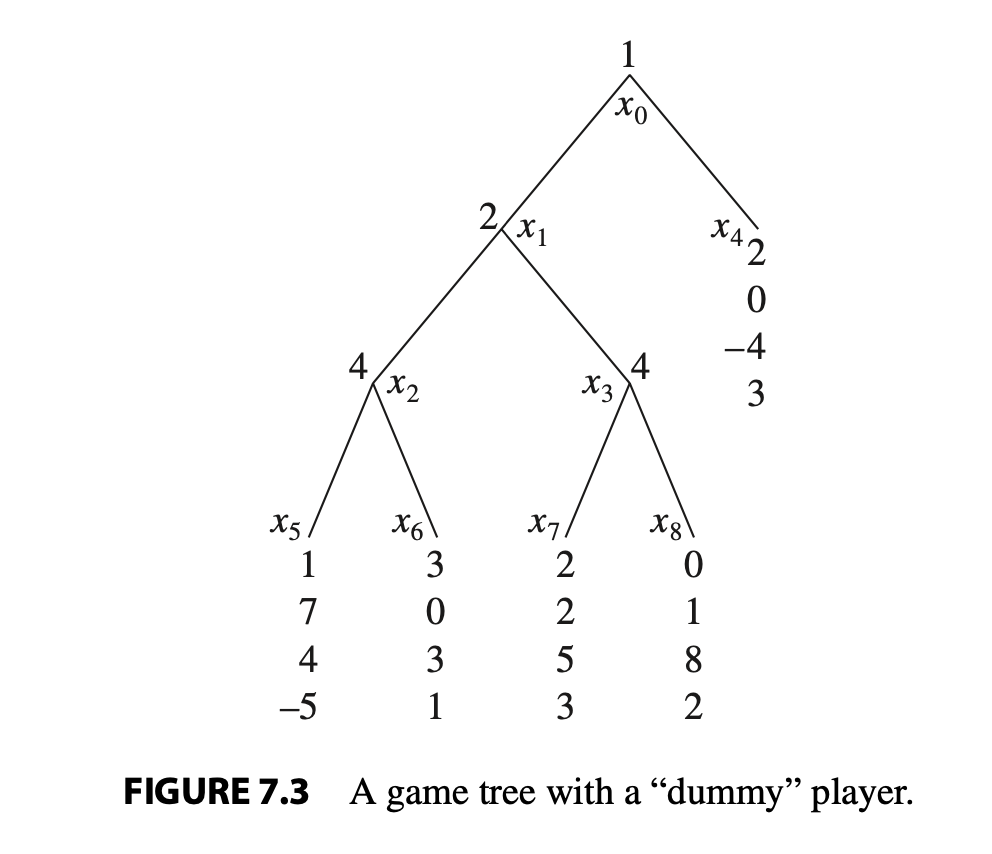 1
x0
2 x1 x4 2
0
4 x2 x3 4 –4
3
x5 x6 x7 x8
1 3 2 0
7 0 2 1
4 3 5 8
–5 1 3 2
FIGURE 7.3 A game tree with a “dummy” player.